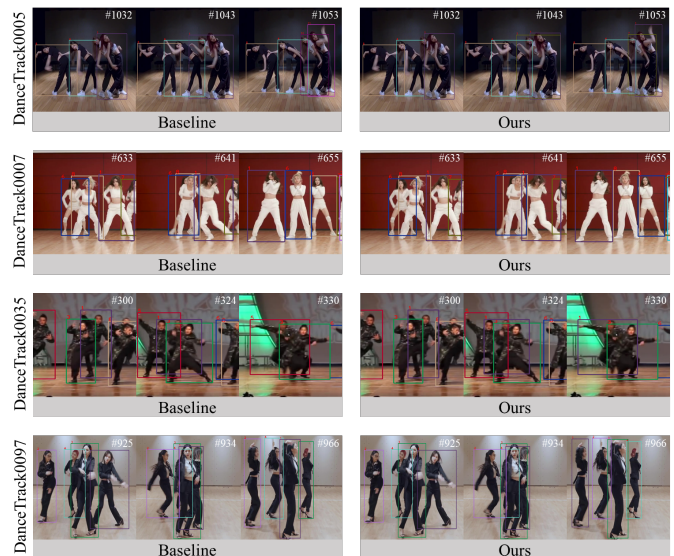 DanceTrack0005
#1032 #1043 #1053 #1032 #1043 #1053
Baseline Ours
DanceTrack0007
#633 #641 #655 #633 #641 #655
Baseline Ours
DanceTrack0035
#300 #324 #330 #300 #324 #330
Baseline Ours
DanceTrack0097
#925 #934 #966 #925 #934 #966
Baseline Ours